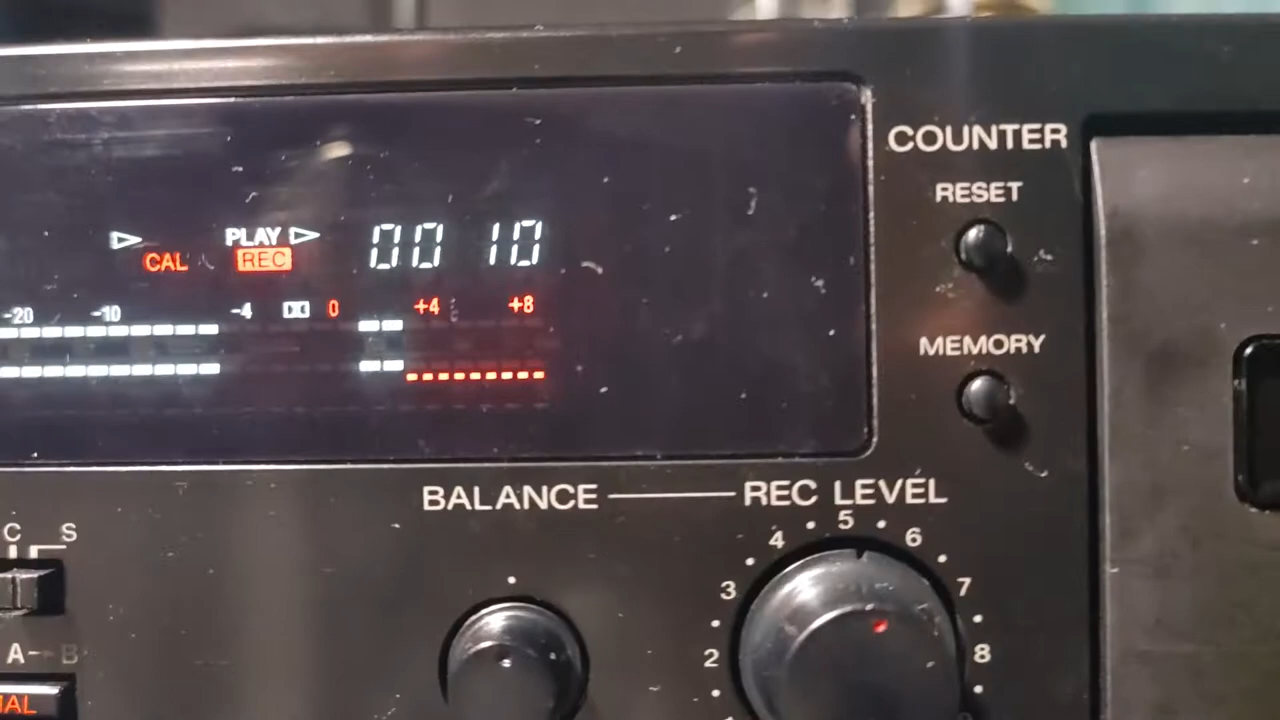 COUNTER
RESET
PLAY
CAL
REC
00 10
-20 -10 -4 0 +4 +8
MEMORY
BALANCE REC LEVEL
C S
4 5 6
3 7
2 8
A B